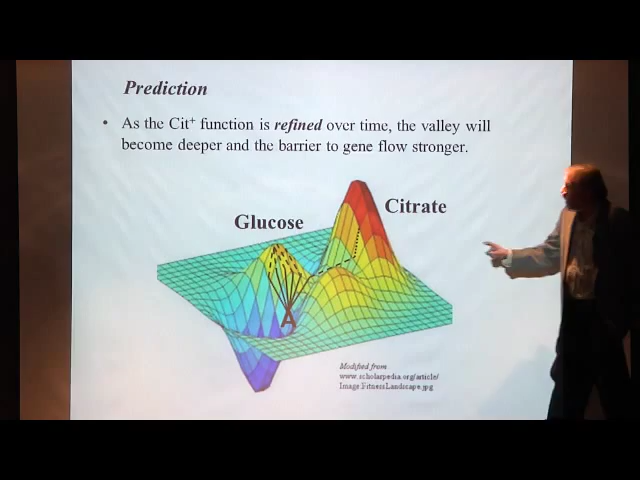 Prediction
• As the Cit+ function is refined over time, the valley will
become deeper and the barrier to gene flow stronger.
Glucose
Citrate
A
Modified from
www.scholarpedia.org/article/
Image:FitnessLandscape.jpg